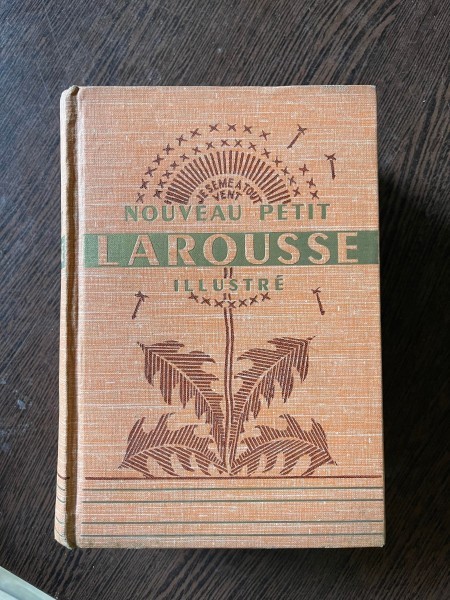 JE SÈME À TOUT
VENT
NOUVEAU PETIT
LAROUSSE
ILLUSTRÉ